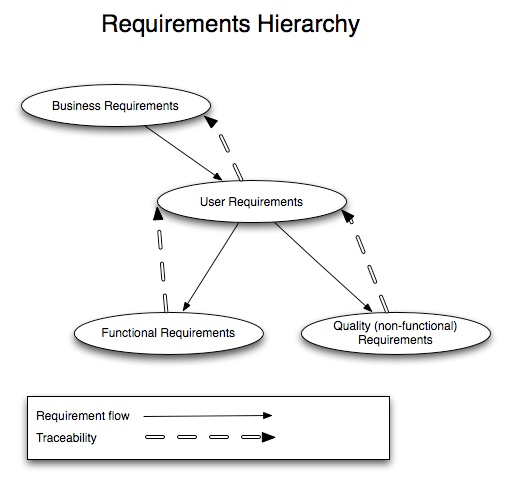 Requirements Hierarchy
Business Requirements
User Requirements
Functional Requirements
Quality (non-functional)
Requirements
Requirement flow
Traceability